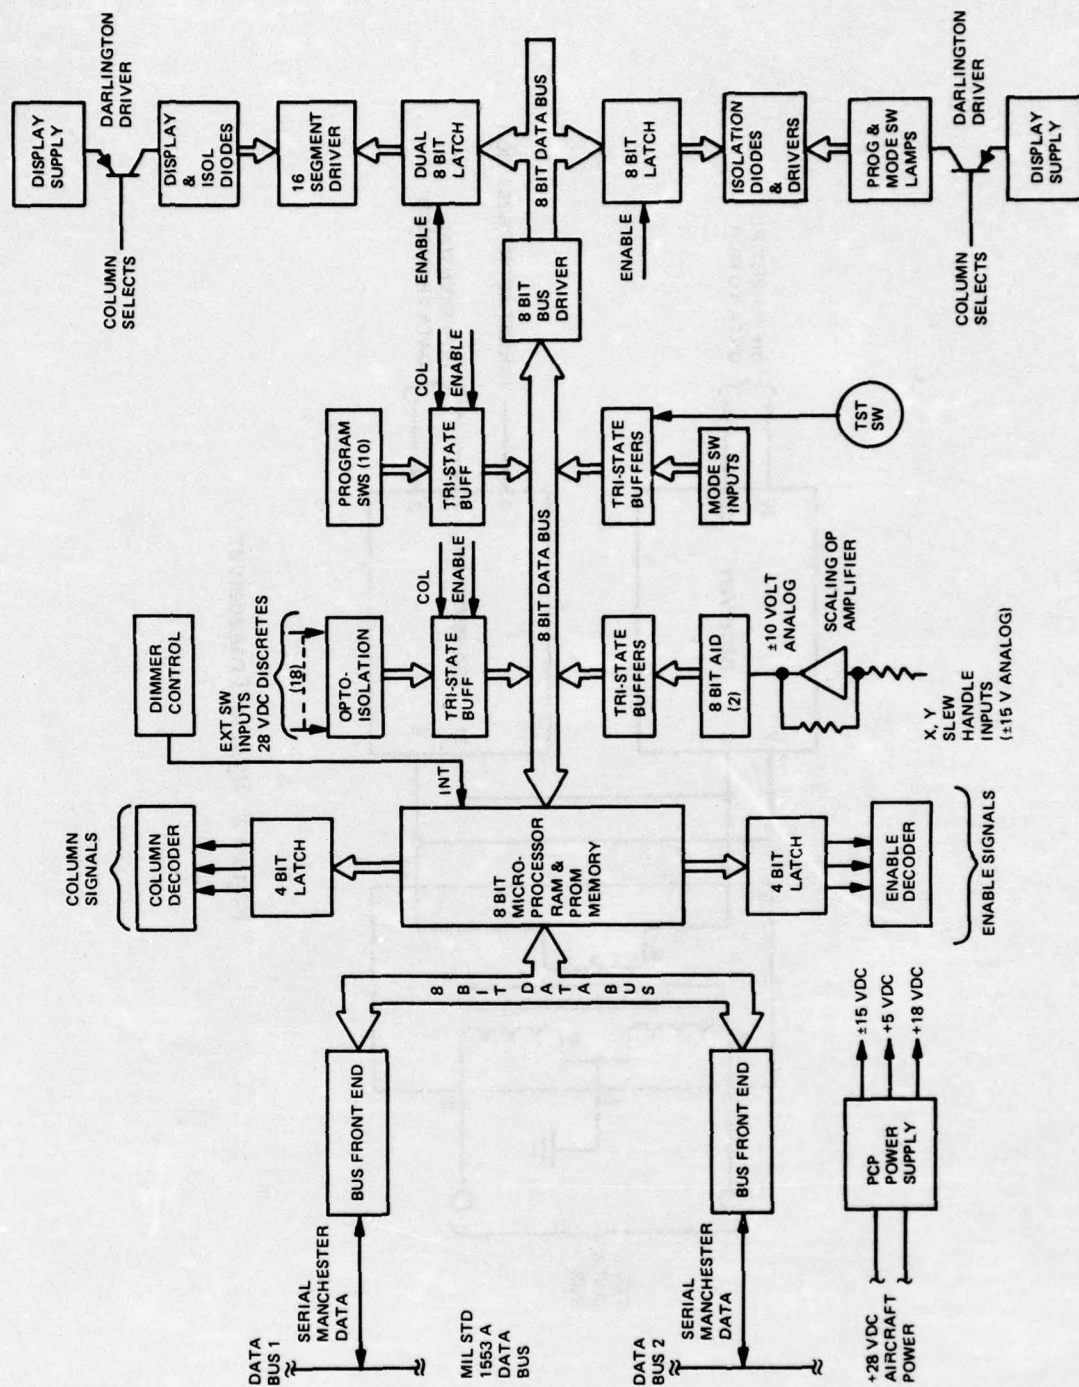 DATA
BUS 1
SERIAL
MANCHESTER
DATA
BUS FRONT END
MIL STD
1553 A
DATA
BUS
DATA
BUS 2
SERIAL
MANCHESTER
DATA
BUS FRONT END
8 BIT DATA BUS
+28 VDC
AIRCRAFT
POWER
PCP
POWER
SUPPLY
±15 VDC
+5 VDC
+18 VDC
COLUMN
SIGNALS
COLUMN
DECODER
4 BIT
LATCH
8 BIT
MICRO-
PROCESSOR
RAM &
PROM
MEMORY
INT
4 BIT
LATCH
ENABLE
DECODER
ENABLE SIGNALS
DIMMER
CONTROL
EXT SW
INPUTS
28 VDC DISCRETES
(18)
OPTO-
ISOLATION
TRI-STATE
BUFF
COL
ENABLE
8 BIT DATA BUS
TRI-STATE
BUFFERS
8 BIT AID
(2)
±10 VOLT
ANALOG
SCALING OP
AMPLIFIER
X, Y
SLEW
HANDLE
INPUTS
(±15 V ANALOG)
PROGRAM
SWS (10)
TRI-STATE
BUFF
COL
ENABLE
TRI-STATE
BUFFERS
MODE SW
INPUTS
TST
SW
8 BIT
BUS
DRIVER
8 BIT DATA BUS
COLUMN
SELECTS
DISPLAY
SUPPLY
DARLINGTON
DRIVER
DISPLAY
& ISOL
DIODES
16
SEGMENT
DRIVER
DUAL
8 BIT
LATCH
ENABLE
8 BIT
LATCH
ENABLE
ISOLATION
DIODES
&
DRIVERS
PROG &
MODE SW
LAMPS
COLUMN
SELECTS
DARLINGTON
DRIVER
DISPLAY
SUPPLY